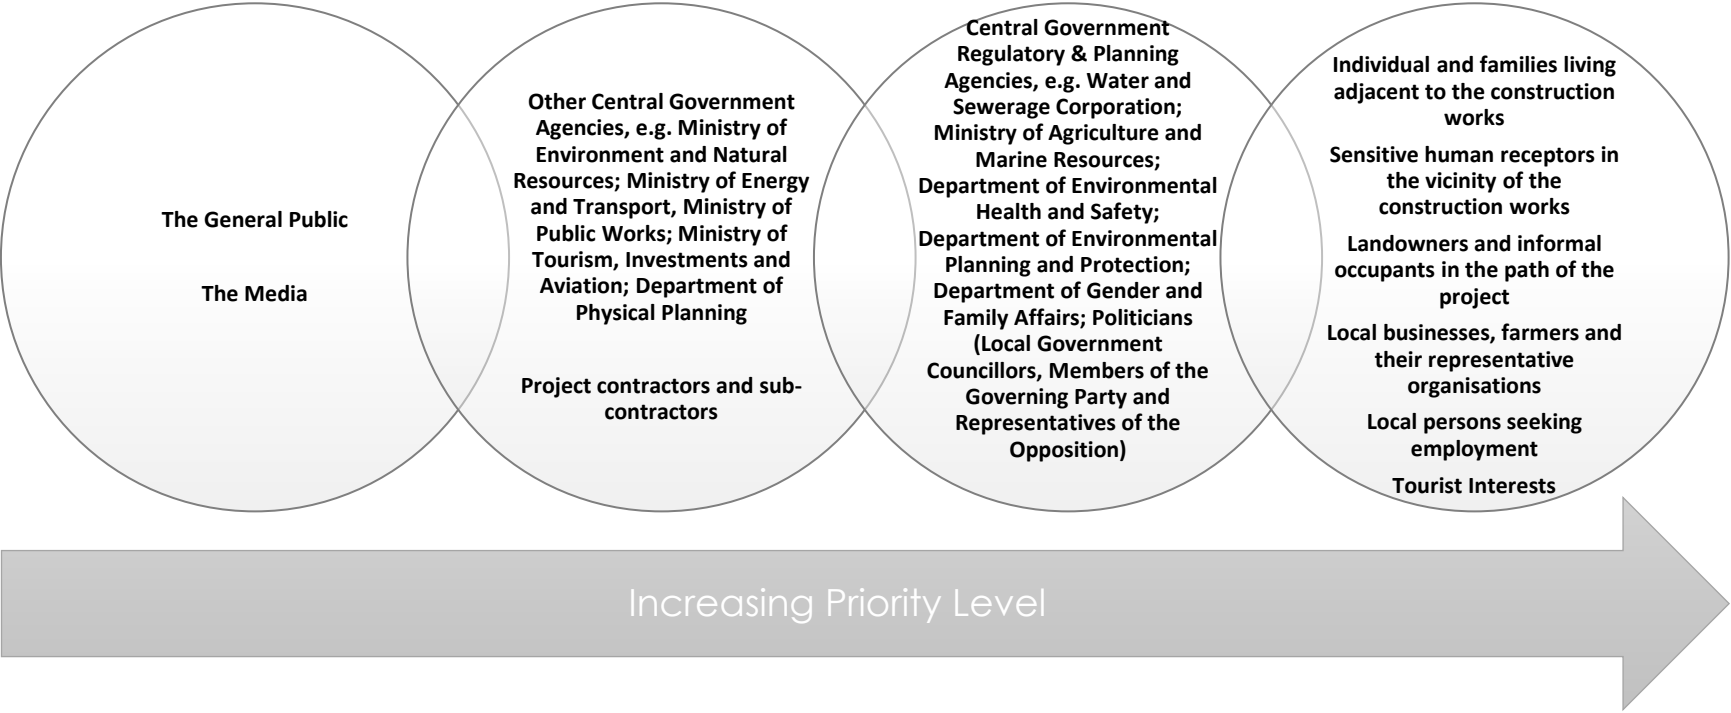 The General Public
The Media
Other Central Government
Agencies, e.g. Ministry of
Environment and Natural
Resources; Ministry of Energy
and Transport, Ministry of
Public Works; Ministry of
Tourism, Investments and
Aviation; Department of
Physical Planning
Project contractors and sub-
contractors
Central Government
Regulatory & Planning
Agencies, e.g. Water and
Sewerage Corporation;
Ministry of Agriculture and
Marine Resources;
Department of Environmental
Health and Safety;
Department of Environmental
Planning and Protection;
Department of Gender and
Family Affairs; Politicians
(Local Government
Councillors, Members of the
Governing Party and
Representatives of the
Opposition)
Individual and families living
adjacent to the construction
works
Sensitive human receptors in
the vicinity of the
construction works
Landowners and informal
occupants in the path of the
project
Local businesses, farmers and
their representative
organisations
Local persons seeking
employment
Tourist Interests
Increasing Priority Level